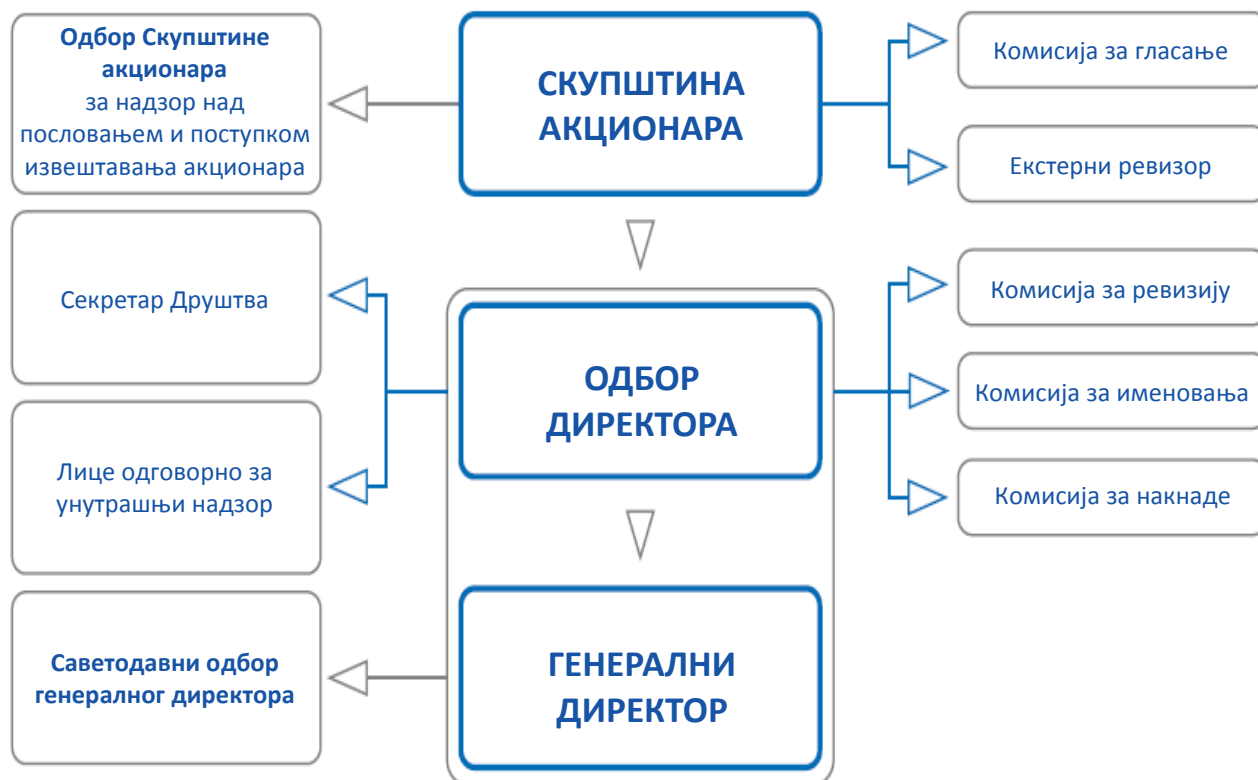 Одбор Скупштине
акционара
за надзор над
пословањем и поступком
извештавања акционара
СКУПШТИНА
АКЦИОНАРА
Комисија за гласање
Екстерни ревизор
Секретар Друштва
Лице одговорно за
унутрашњи надзор
ОДБОР
ДИРЕКТОРА
Комисија за ревизију
Комисија за именовања
Комисија за накнаде
Саветодавни одбор
генералног директора
ГЕНЕРАЛНИ
ДИРЕКТОР